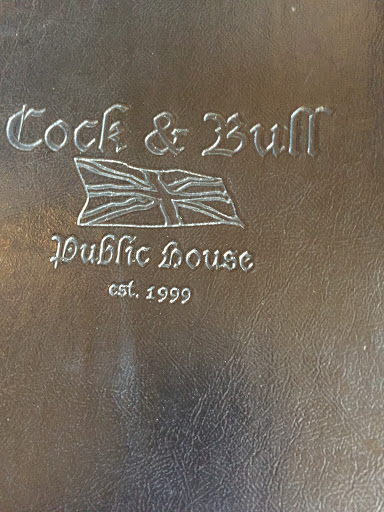 Cock & Bull
Public House
est. 1999